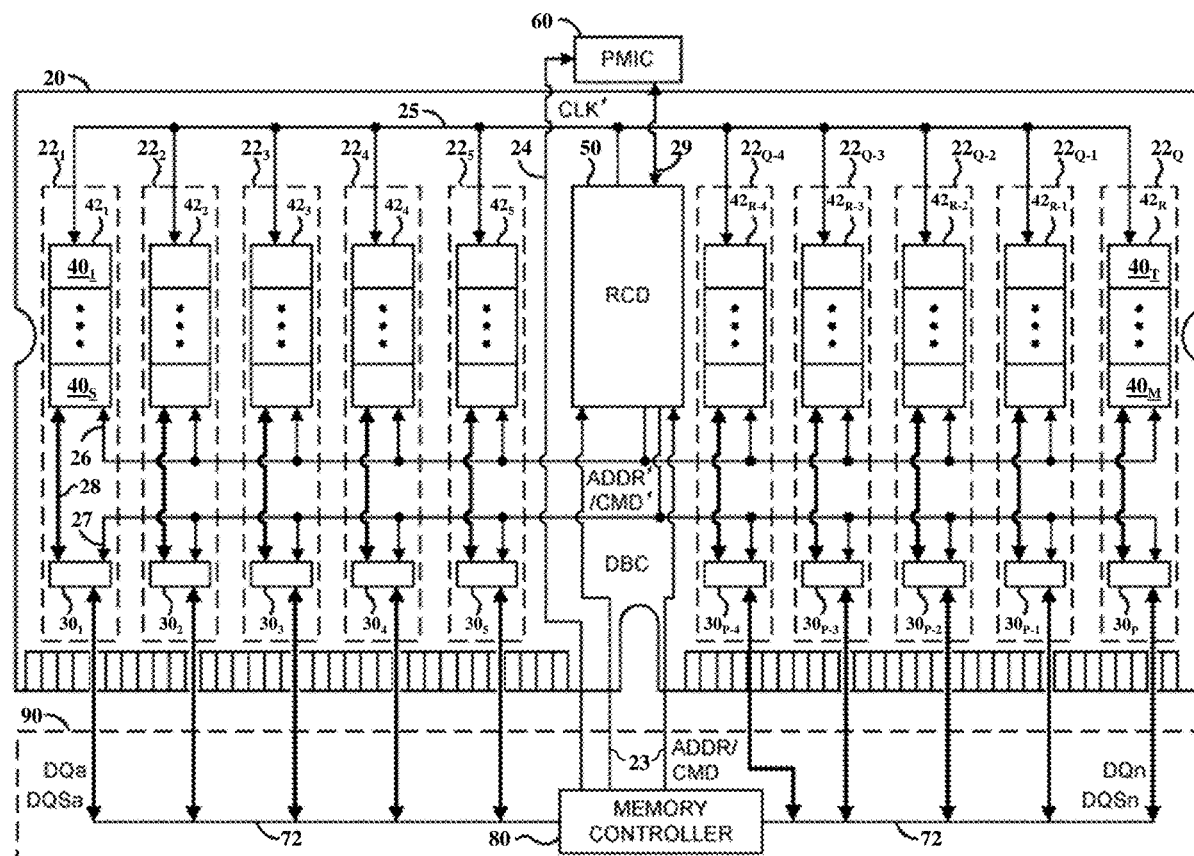 60
PMIC
20
CLK'
25
24
50
29
22₁
22₂
22₃
22₄
22₅
22Q-4
22Q-3
22Q-2
22Q-1
22Q
42₁
42₂
42₃
42₄
42₅
42R-4
42R-3
42R-2
42R-1
42R
40₁
RCD
40T
40S
40M
26
ADDR'
/CMD'
28
27
DBC
30₁
30₂
30₃
30₄
30₅
30P-4
30P-3
30P-2
30P-1
30P
90
DQa
DQSa
23
ADDR/
CMD
DQn
DQSn
72
80
MEMORY
CONTROLLER
72